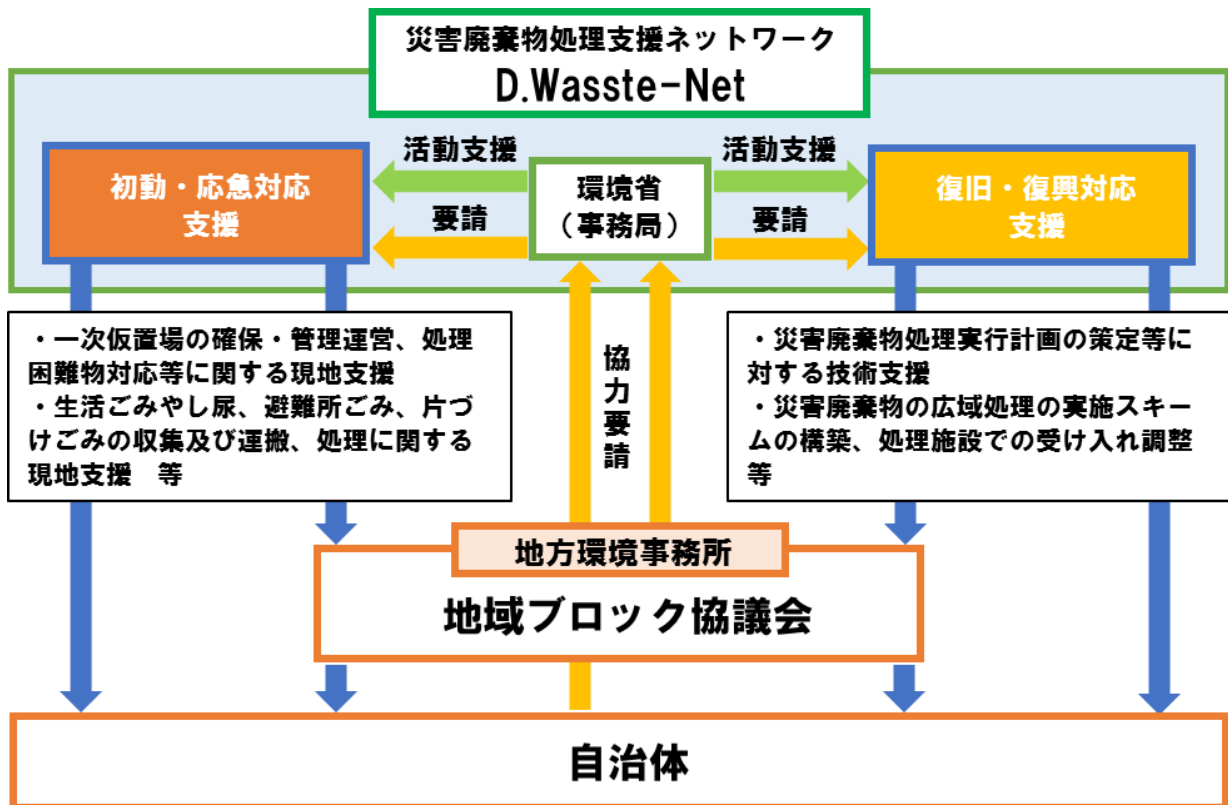 災害廃棄物処理支援ネットワーク
D.Wasste-Net
活動支援
活動支援
初動・応急対応
支援
環境省
（事務局）
復旧・復興対応
支援
要請
要請
・一次仮置場の確保・管理運営、処理
困難物対応等に関する現地支援
・生活ごみやし尿、避難所ごみ、片づ
けごみの収集及び運搬、処理に関する
現地支援　等
協力要請
・災害廃棄物処理実行計画の策定等に
対する技術支援
・災害廃棄物の広域処理の実施スキー
ムの構築、処理施設での受け入れ調整
等
地方環境事務所
地域ブロック協議会
自治体